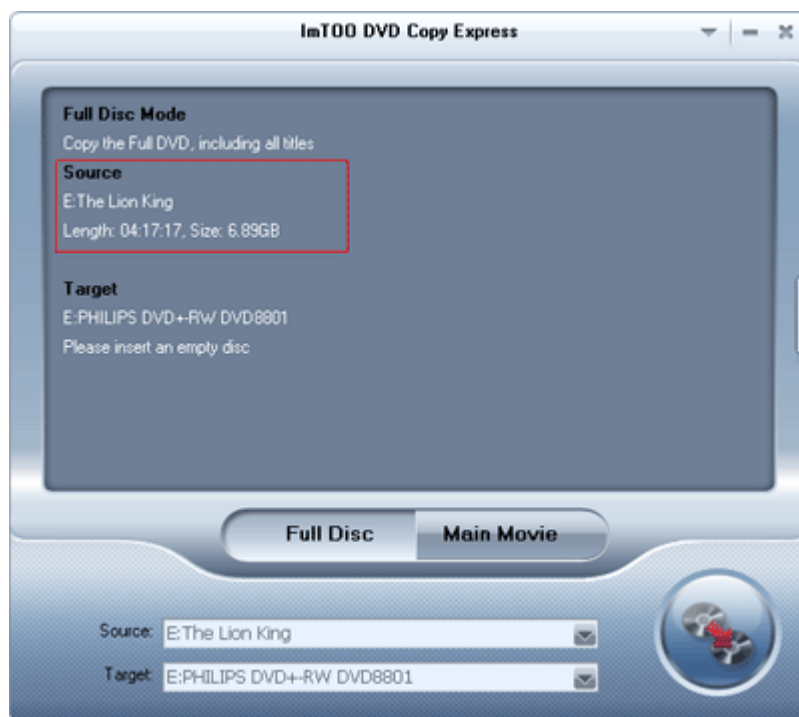 ImTOO DVD Copy Express
Full Disc Mode
Copy the Full DVD, including all titles
Source
E:The Lion King
Length: 04:17:17, Size: 6.89GB
Target
E:PHILIPS DVD+-RW DVD8801
Please insert an empty disc
Full Disc
Main Movie
Source:
E:The Lion King
Target:
E:PHILIPS DVD+-RW DVD8801